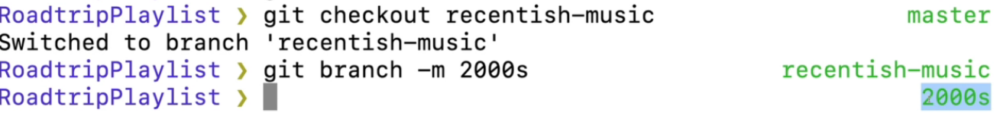 RoadtripPlaylist ❯ git checkout recentish-music master
Switched to branch 'recentish-music'
RoadtripPlaylist ❯ git branch -m 2000s recentish-music
RoadtripPlaylist ❯ 2000s